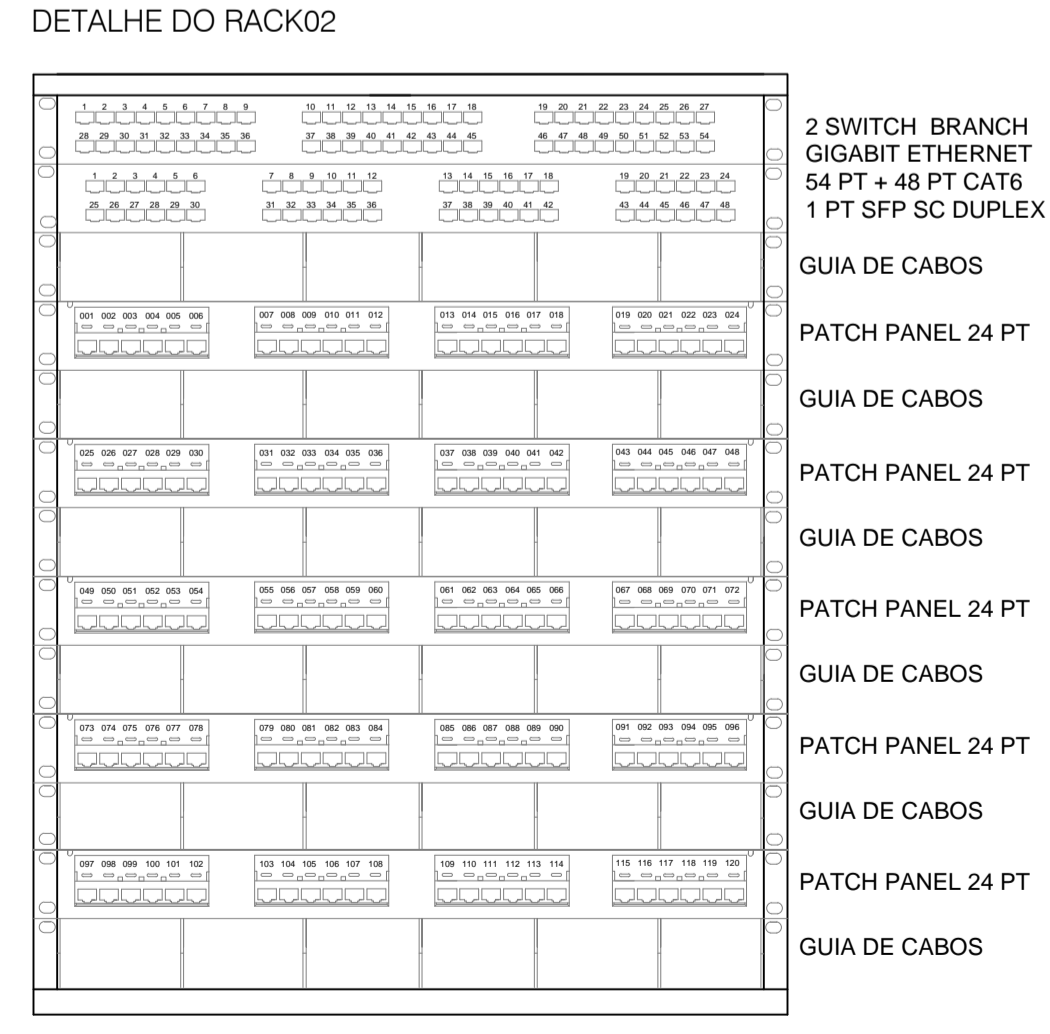 DETALHE DO RACK02
1 2 3 4 5 6 7 8 9 10 11 12 13 14 15 16 17 18 19 20 21 22 23 24 25 26 27
28 29 30 31 32 33 34 35 36 37 38 39 40 41 42 43 44 45 46 47 48 49 50 51 52 53 54
2 SWITCH BRANCH
GIGABIT ETHERNET
54 PT + 48 PT CAT6
1 PT SFP SC DUPLEX
1 2 3 4 5 6 7 8 9 10 11 12 13 14 15 16 17 18 19 20 21 22 23 24
25 26 27 28 29 30 31 32 33 34 35 36 37 38 39 40 41 42 43 44 45 46 47 48
GUIA DE CABOS
001 002 003 004 005 006 007 008 009 010 011 012 013 014 015 016 017 018 019 020 021 022 023 024
PATCH PANEL 24 PT
GUIA DE CABOS
025 026 027 028 029 030 031 032 033 034 035 036 037 038 039 040 041 042 043 044 045 046 047 048
PATCH PANEL 24 PT
GUIA DE CABOS
049 050 051 052 053 054 055 056 057 058 059 060 061 062 063 064 065 066 067 068 069 070 071 072
PATCH PANEL 24 PT
GUIA DE CABOS
073 074 075 076 077 078 079 080 081 082 083 084 085 086 087 088 089 090 091 092 093 094 095 096
PATCH PANEL 24 PT
GUIA DE CABOS
097 098 099 100 101 102 103 104 105 106 107 108 109 110 111 112 113 114 115 116 117 118 119 120
PATCH PANEL 24 PT
GUIA DE CABOS